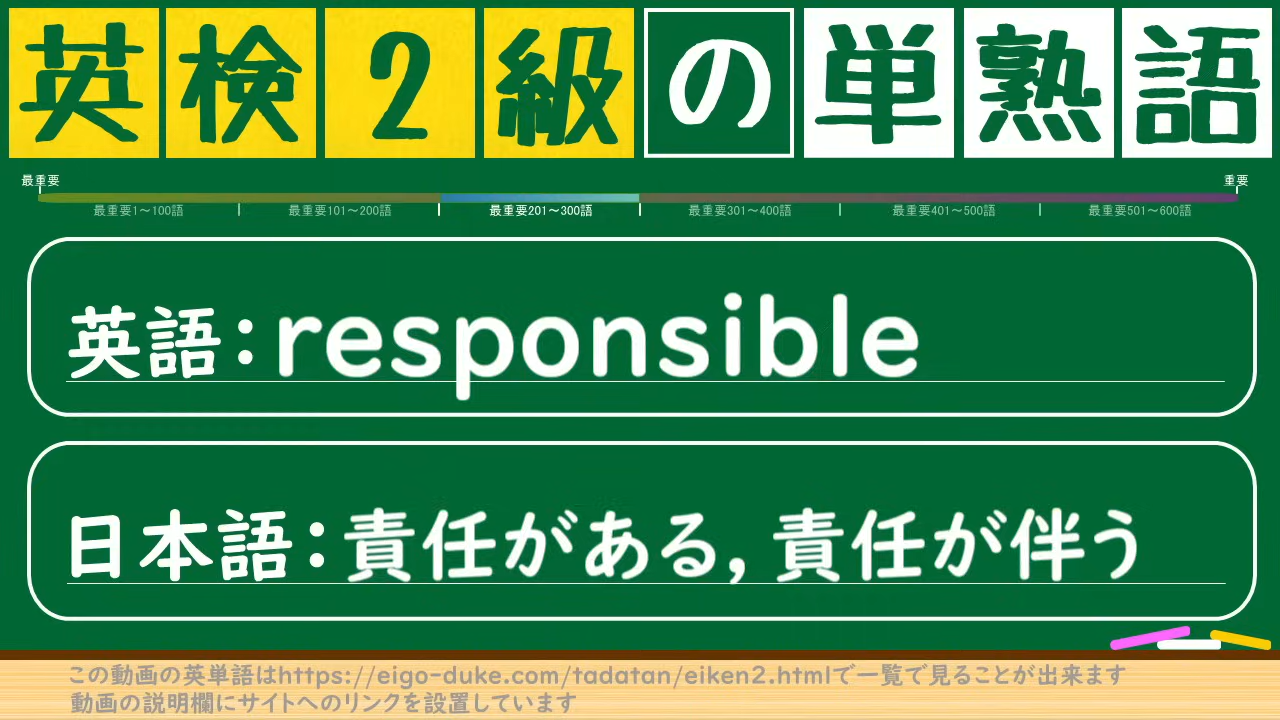 英検2級の単熟語
最重要 重要
最重要1〜100語 最重要101〜200語 最重要201〜300語 最重要301〜400語 最重要401〜500語 最重要501〜600語
英語：responsible
日本語：責任がある, 責任が伴う
この動画の英単語はhttps://eigo-duke.com/tadatan/eiken2.htmlで一覧で見ることが出来ます
動画の説明欄にサイトへのリンクを設置しています